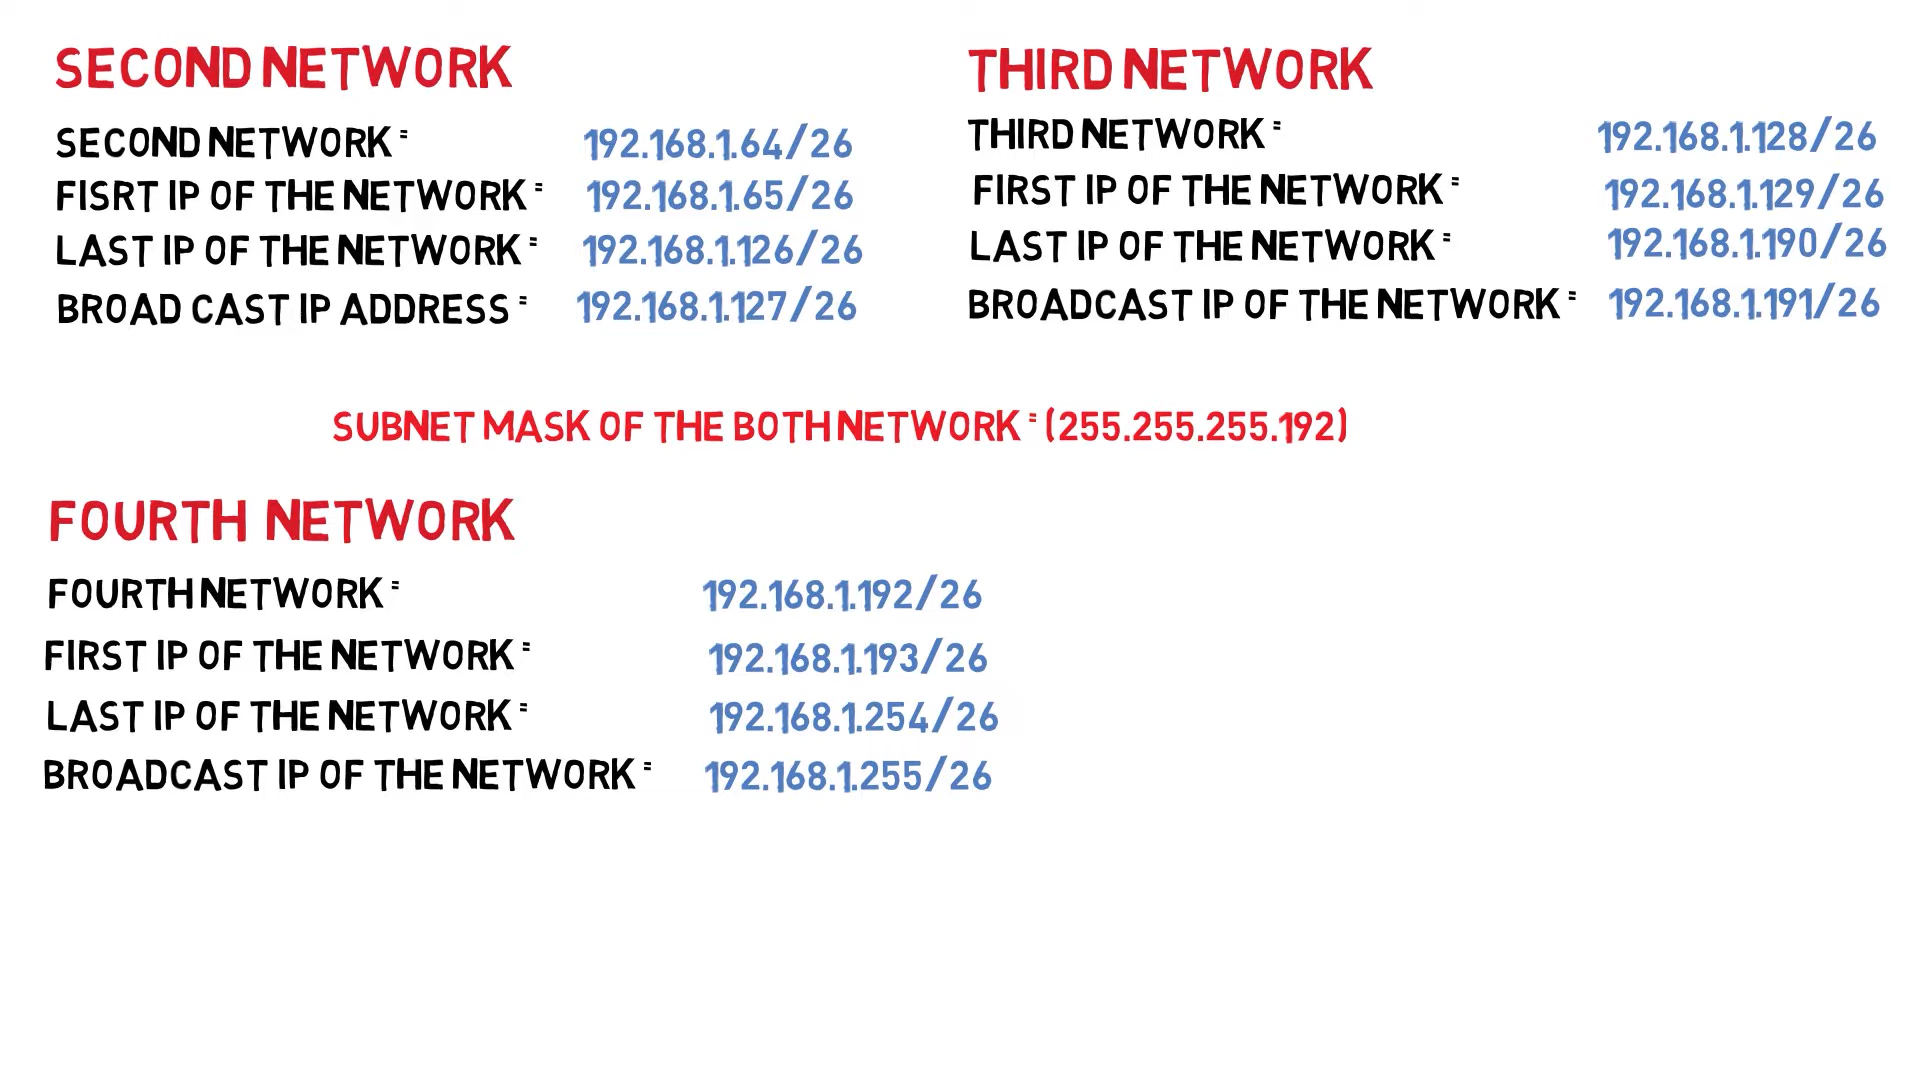 SECOND NETWORK
SECOND NETWORK = 192.168.1.64/26
FISRT IP OF THE NETWORK = 192.168.1.65/26
LAST IP OF THE NETWORK = 192.168.1.126/26
BROAD CAST IP ADDRESS = 192.168.1.127/26
THIRD NETWORK
THIRD NETWORK = 192.168.1.128/26
FIRST IP OF THE NETWORK = 192.168.1.129/26
LAST IP OF THE NETWORK = 192.168.1.190/26
BROADCAST IP OF THE NETWORK = 192.168.1.191/26
SUBNET MASK OF THE BOTH NETWORK = (255.255.255.192)
FOURTH NETWORK
FOURTH NETWORK = 192.168.1.192/26
FIRST IP OF THE NETWORK = 192.168.1.193/26
LAST IP OF THE NETWORK = 192.168.1.254/26
BROADCAST IP OF THE NETWORK = 192.168.1.255/26